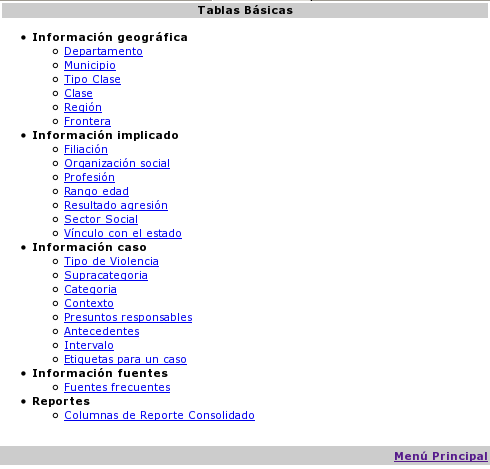 Tablas Básicas
Información geográfica
Departamento
Municipio
Tipo Clase
Clase
Región
Frontera
Información implicado
Filiación
Organización social
Profesión
Rango edad
Resultado agresión
Sector Social
Vínculo con el estado
Información caso
Tipo de Violencia
Supracategoria
Categoria
Contexto
Presuntos responsables
Antecedentes
Intervalo
Etiquetas para un caso
Información fuentes
Fuentes frecuentes
Reportes
Columnas de Reporte Consolidado
Menú Principal